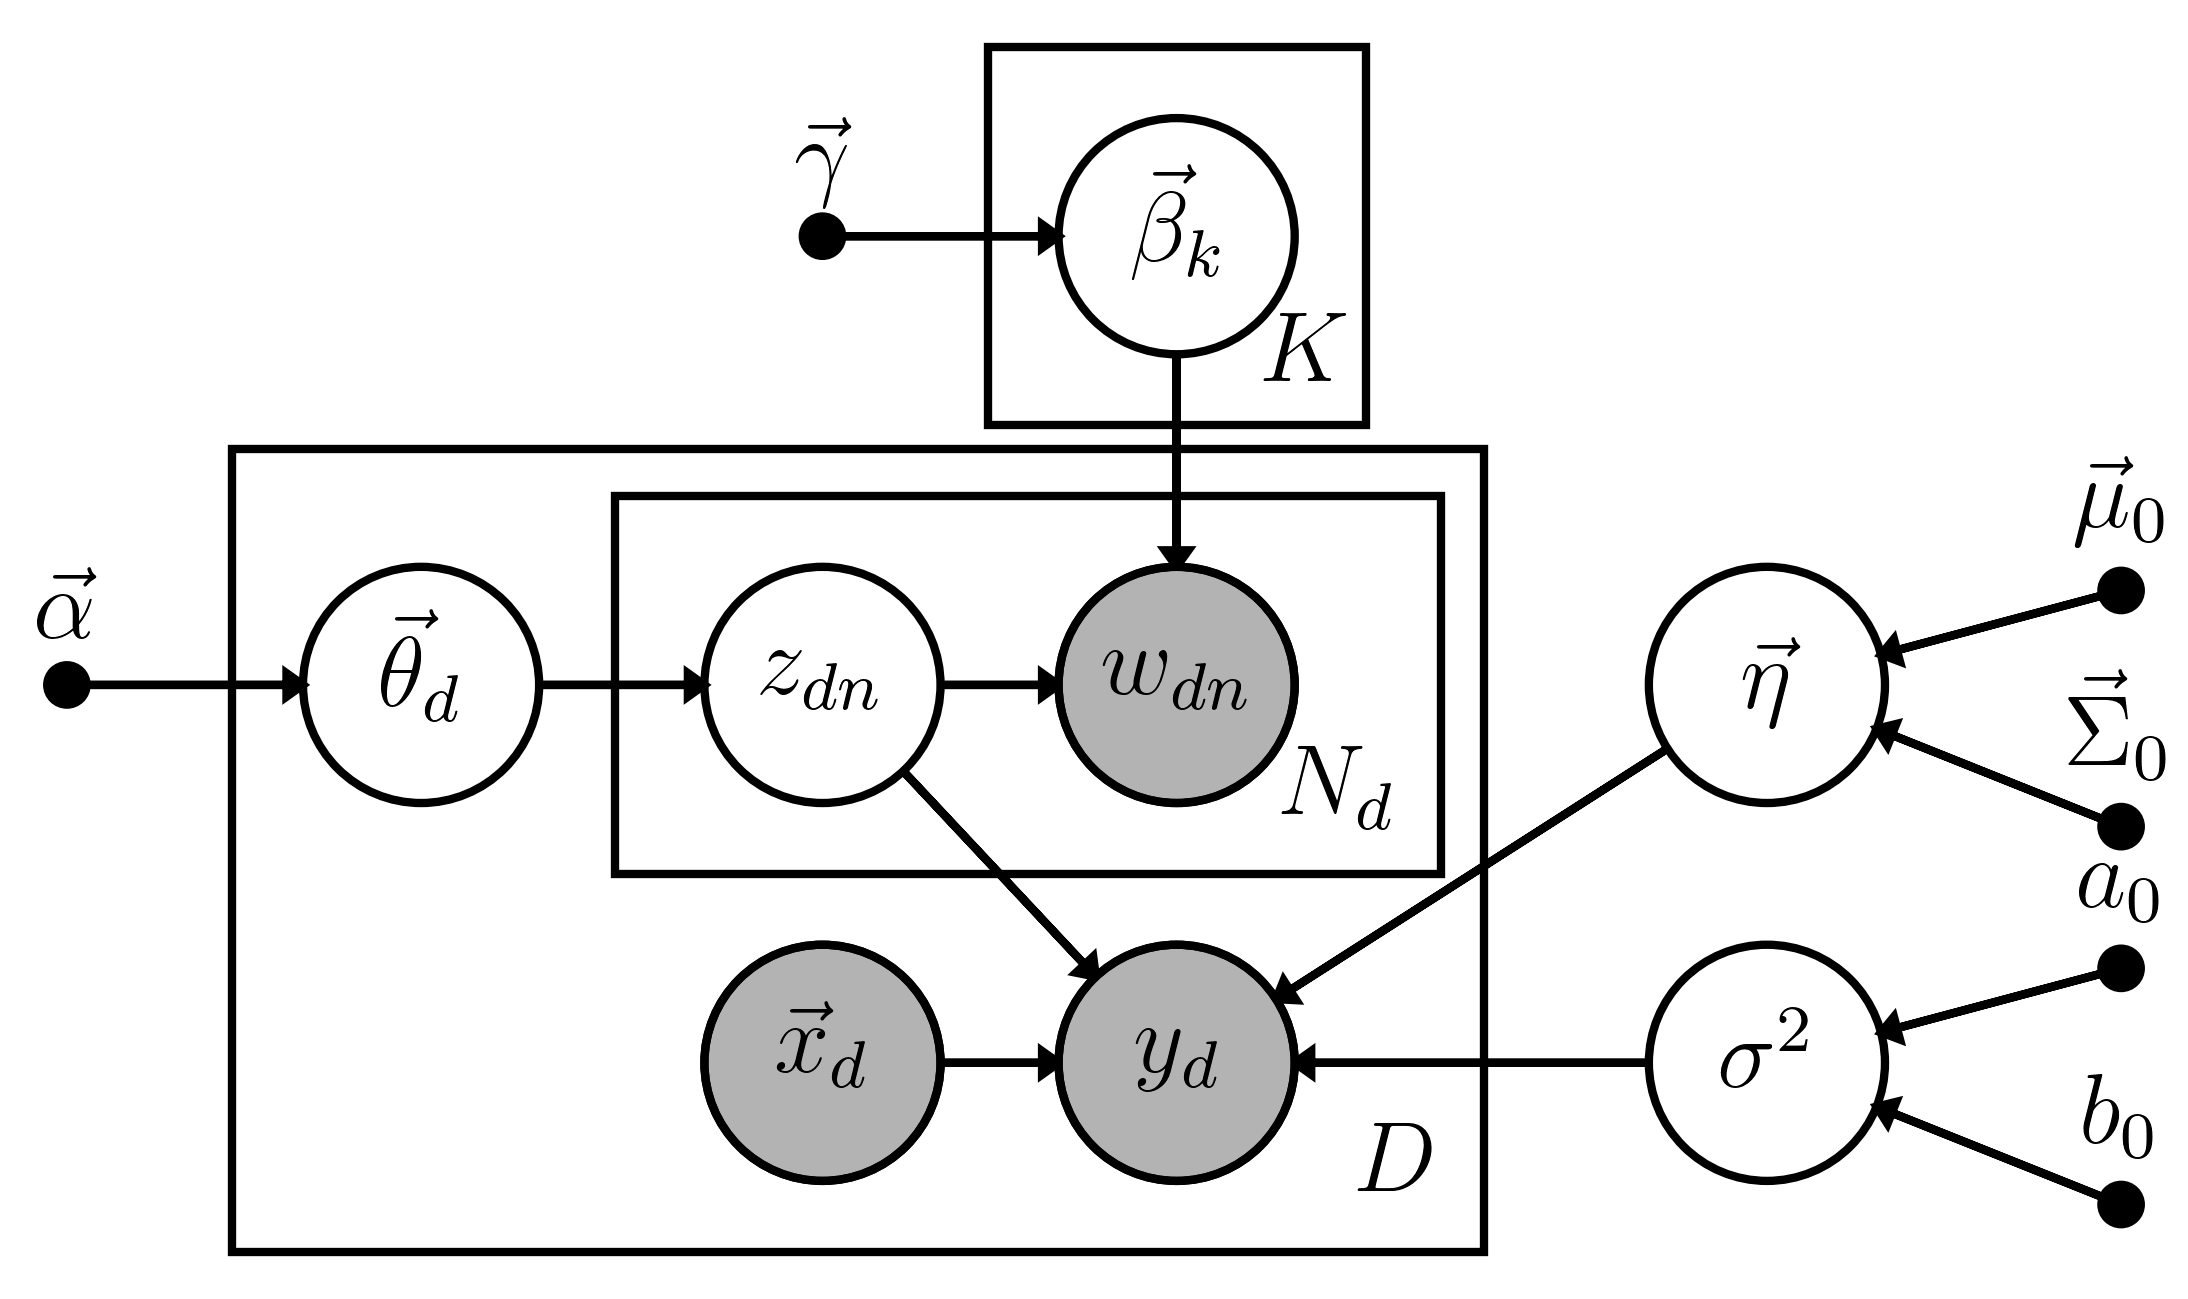 $\vec{\gamma}$
$\vec{\beta}_k$
$K$
$\vec{\alpha}$
$\vec{\theta}_d$
$z_{dn}$
$w_{dn}$
$N_d$
$\vec{x}_d$
$y_d$
$D$
$\vec{\eta}$
$\sigma^2$
$\vec{\mu}_0$
$\vec{\Sigma}_0$
$a_0$
$b_0$